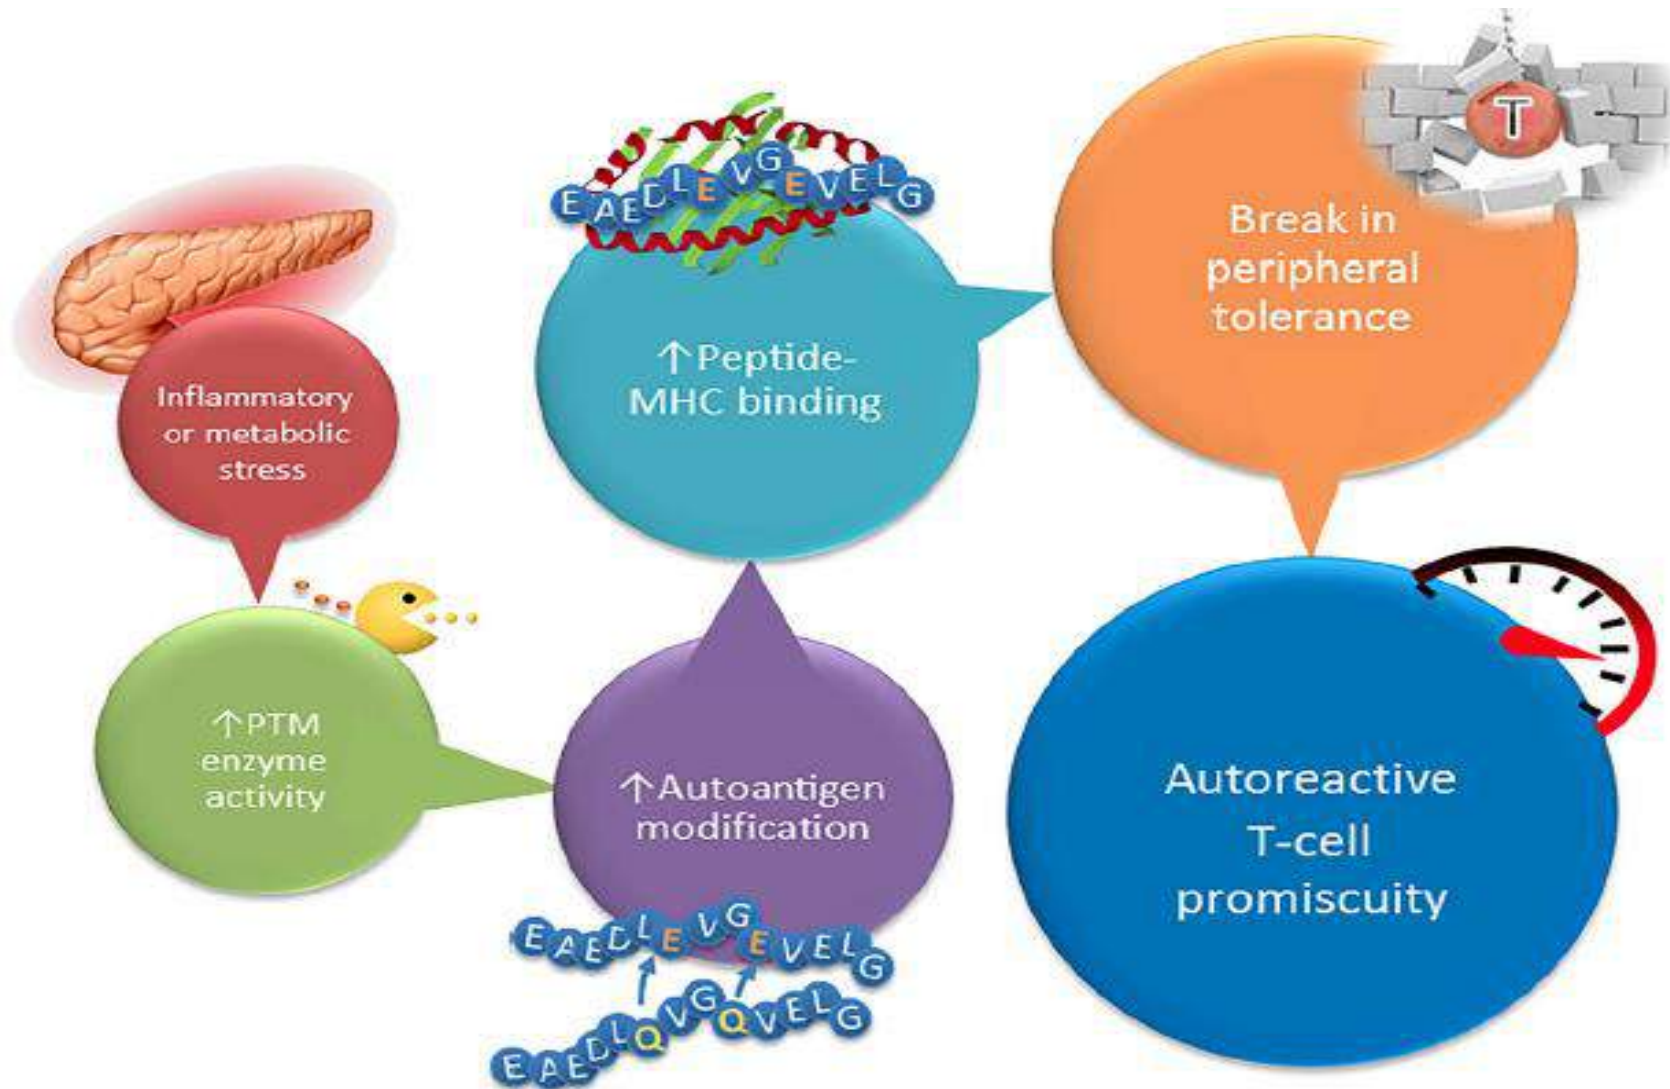 Inflammatory
or metabolic
stress
↑PTM
enzyme
activity
↑Autoantigen
modification
EAEDLEVGEVELG
EAEDLQVGQVELG
EAEDLEVGEVELG
↑Peptide-
MHC binding
Break in
peripheral
tolerance
T
Autoreactive
T-cell
promiscuity